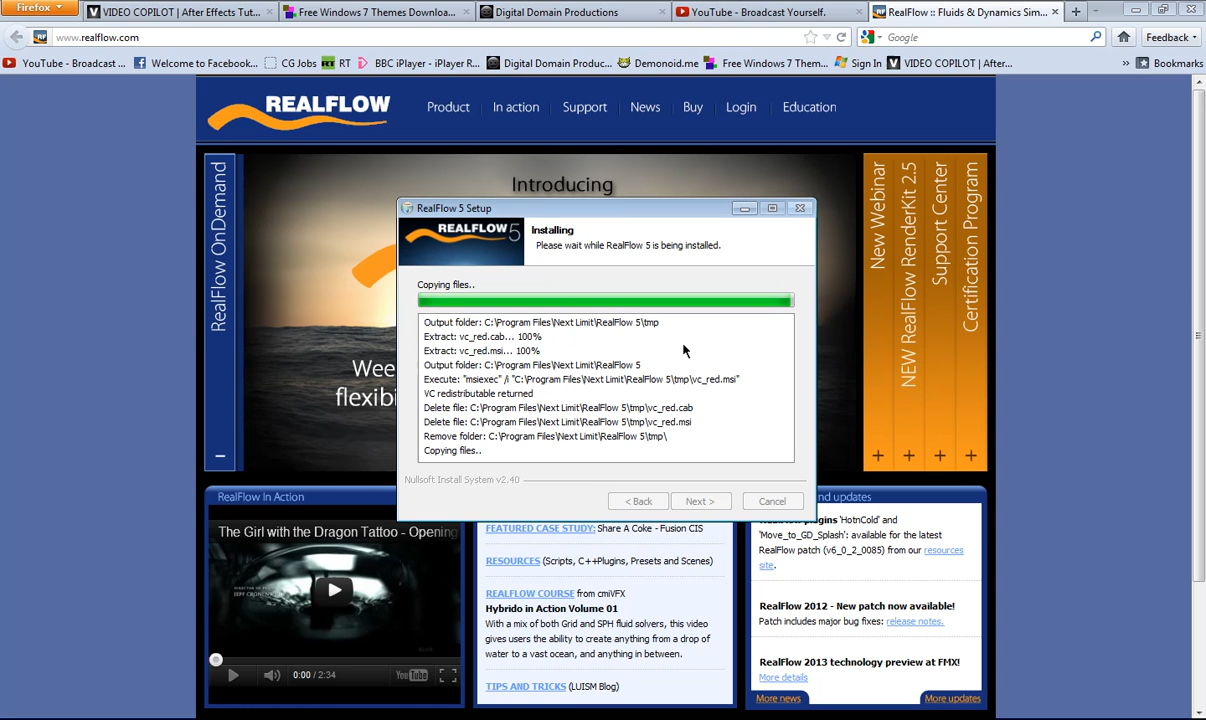 Firefox
VIDEO COPILOT | After Effects Tut...
Free Windows 7 Themes Downloa...
Digital Domain Productions
YouTube - Broadcast Yourself.
RealFlow :: Fluids & Dynamics Sim...
www.realflow.com
Google
Feedback
YouTube - Broadcast ...
Welcome to Facebook...
CG Jobs
RT RT
BBC iPlayer - iPlayer R...
Digital Domain Produc...
Demonoid.me
Free Windows 7 Them...
Sign In
VIDEO COPILOT | After...
Bookmarks
REALFLOW
Product
In action
Support
News
Buy
Login
Education
RealFlow OnDemand
Introducing
Wee
flexibi
New Webinar
NEW RealFlow RenderKit 2.5
Support Center
Certification Program
RealFlow 5 Setup
REALFLOW 5
Installing
Please wait while RealFlow 5 is being installed.
Copying files..
Output folder: C:\Program Files\Next Limit\RealFlow 5\tmp
Extract: vc_red.cab... 100%
Extract: vc_red.msi... 100%
Output folder: C:\Program Files\Next Limit\RealFlow 5
Execute: "msiexec" /i "C:\Program Files\Next Limit\RealFlow 5\tmp\vc_red.msi"
VC redistributable returned
Delete file: C:\Program Files\Next Limit\RealFlow 5\tmp\vc_red.cab
Delete file: C:\Program Files\Next Limit\RealFlow 5\tmp\vc_red.msi
Remove folder: C:\Program Files\Next Limit\RealFlow 5\tmp\
Copying files..
Nullsoft Install System v2.40
< Back
Next >
Cancel
RealFlow In Action
The Girl with the Dragon Tattoo - Opening
DIRECTOR OF PHOTOGRAPHY
JEFF CRONENWETH
0:00 / 2:34
YouTube
FEATURED CASE STUDY: Share A Coke - Fusion CIS
RESOURCES (Scripts, C++Plugins, Presets and Scenes)
REALFLOW COURSE from cmiVFX
Hybrido in Action Volume 01
With a mix of both Grid and SPH fluid solvers, this video
gives users the ability to create anything from a drop of
water to a vast ocean, and anything in between.
TIPS AND TRICKS (LUISM Blog)
nd updates
plugins 'HotnCold' and
'Move_to_GD_Splash': available for the latest
RealFlow patch (v6_0_2_0085) from our resources
site.
RealFlow 2012 - New patch now available!
Patch includes major bug fixes: release notes.
RealFlow 2013 technology preview at FMX!
More details
More news
More updates